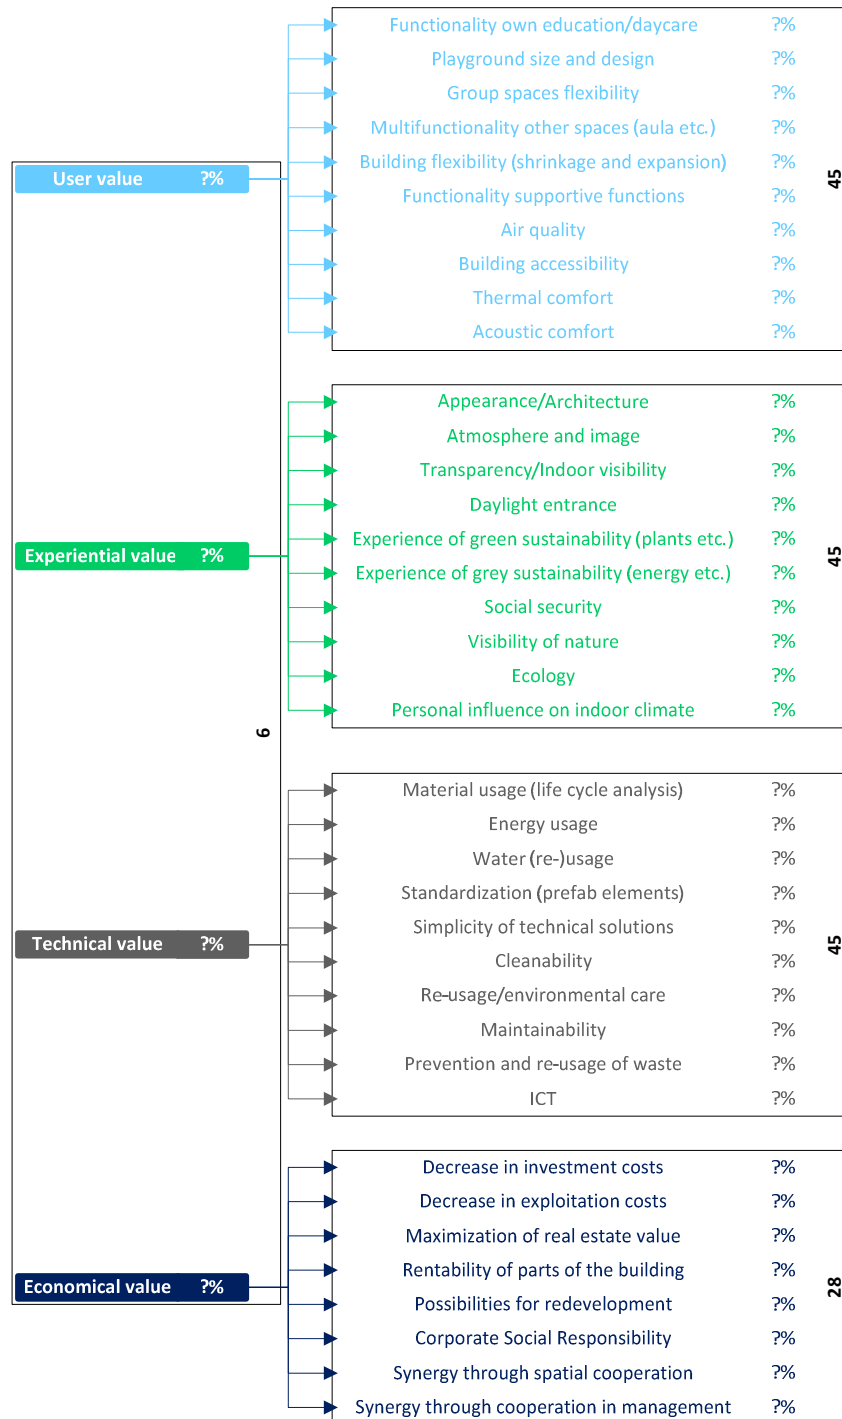 Functionality own education/daycare ?%
Playground size and design ?%
Group spaces flexibility ?%
Multifunctionality other spaces (aula etc.) ?%
Building flexibility (shrinkage and expansion) ?%
Functionality supportive functions ?%
Air quality ?%
Building accessibility ?%
Thermal comfort ?%
Acoustic comfort ?%
User value ?%
45
Appearance/Architecture ?%
Atmosphere and image ?%
Transparency/Indoor visibility ?%
Daylight entrance ?%
Experience of green sustainability (plants etc.) ?%
Experience of grey sustainability (energy etc.) ?%
Social security ?%
Visibility of nature ?%
Ecology ?%
Personal influence on indoor climate ?%
Experiential value ?%
45
6
Material usage (life cycle analysis) ?%
Energy usage ?%
Water (re-)usage ?%
Standardization (prefab elements) ?%
Simplicity of technical solutions ?%
Cleanability ?%
Re-usage/environmental care ?%
Maintainability ?%
Prevention and re-usage of waste ?%
ICT ?%
Technical value ?%
45
Decrease in investment costs ?%
Decrease in exploitation costs ?%
Maximization of real estate value ?%
Rentability of parts of the building ?%
Possibilities for redevelopment ?%
Corporate Social Responsibility ?%
Synergy through spatial cooperation ?%
Synergy through cooperation in management ?%
Economical value ?%
28